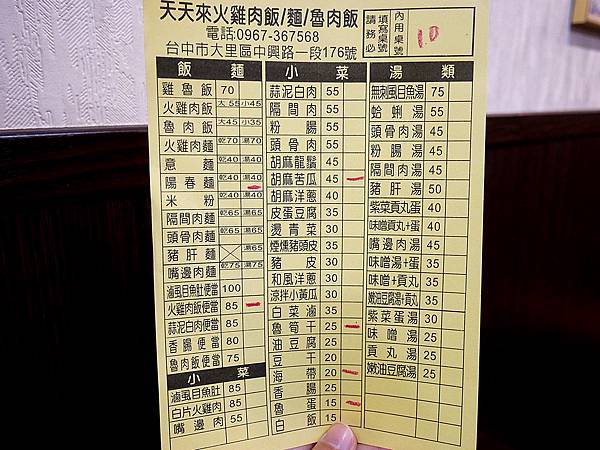 天天來火雞肉飯/麵/魯肉飯
電話:0967-367568
台中市大里區中興路一段176號
請務必填寫桌號
內用桌號
10
飯 麵
雞魯飯 70
火雞肉飯 大55 小45
魯肉飯 大45 小35
火雞肉麵 乾70 湯70
意麵 乾40 湯40
陽春麵 乾40 湯40
米粉 乾40 湯40
隔間肉麵 乾65 湯65
頭骨肉麵 乾65 湯65
豬肝麵 湯65
嘴邊肉麵 乾75 湯75
滷虱目魚肚便當 100
火雞肉飯便當 85
蒜泥白肉便當 85
香腸便當 80
魯肉飯便當 75
小菜
滷虱目魚肚 85
白片火雞肉 85
嘴邊肉 55
小菜
蒜泥白肉 55
隔間肉 55
粉腸 55
頭骨肉 55
胡麻龍鬚 45
胡麻苦瓜 45
胡麻洋蔥 40
皮蛋豆腐 35
燙青菜 30
煙燻豬頭皮 35
豬皮 30
和風洋蔥 30
涼拌小黃瓜 30
白菜滷 35
魯筍干 25
油豆腐 25
豆干 20
海帶 20
香腸 25
魯蛋 15
白飯 15
湯類
無刺風目魚湯 75
蛤蜊湯 55
頭骨肉湯 45
粉腸湯 45
隔間肉湯 45
豬肝湯 50
紫菜貢丸蛋 40
味噌貢丸+蛋 40
嘴邊肉湯 45
味噌湯+蛋 35
味噌+貢丸 35
嫩油豆腐湯+貢丸 35
紫菜蛋湯 30
味噌湯 25
貢丸湯 25
嫩油豆腐湯 25